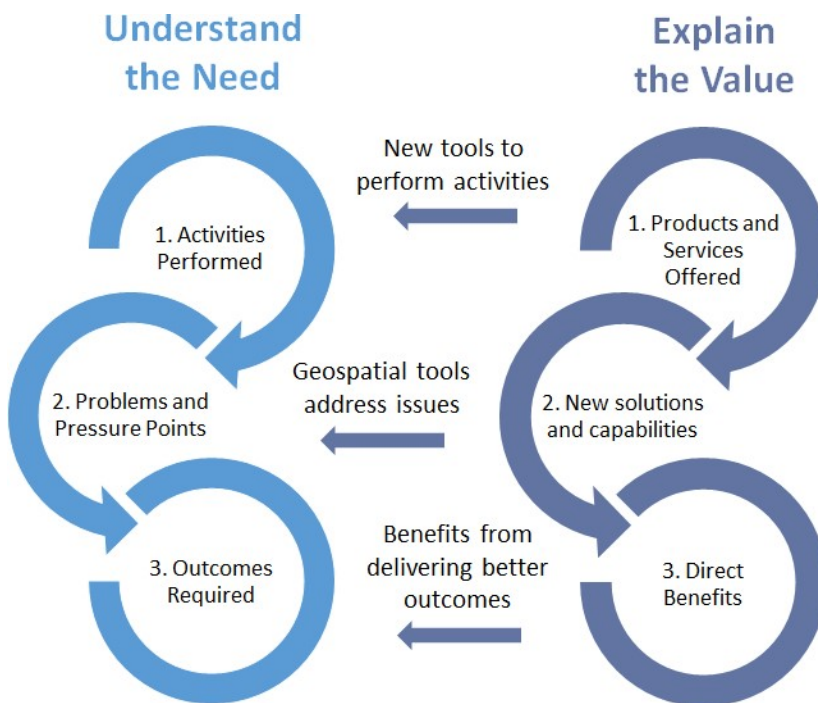 Understand
the Need
Explain
the Value
New tools to
perform activities
1. Activities
Performed
1. Products and
Services
Offered
Geospatial tools
address issues
2. Problems and
Pressure Points
2. New solutions
and capabilities
Benefits from
delivering better
outcomes
3. Outcomes
Required
3. Direct
Benefits